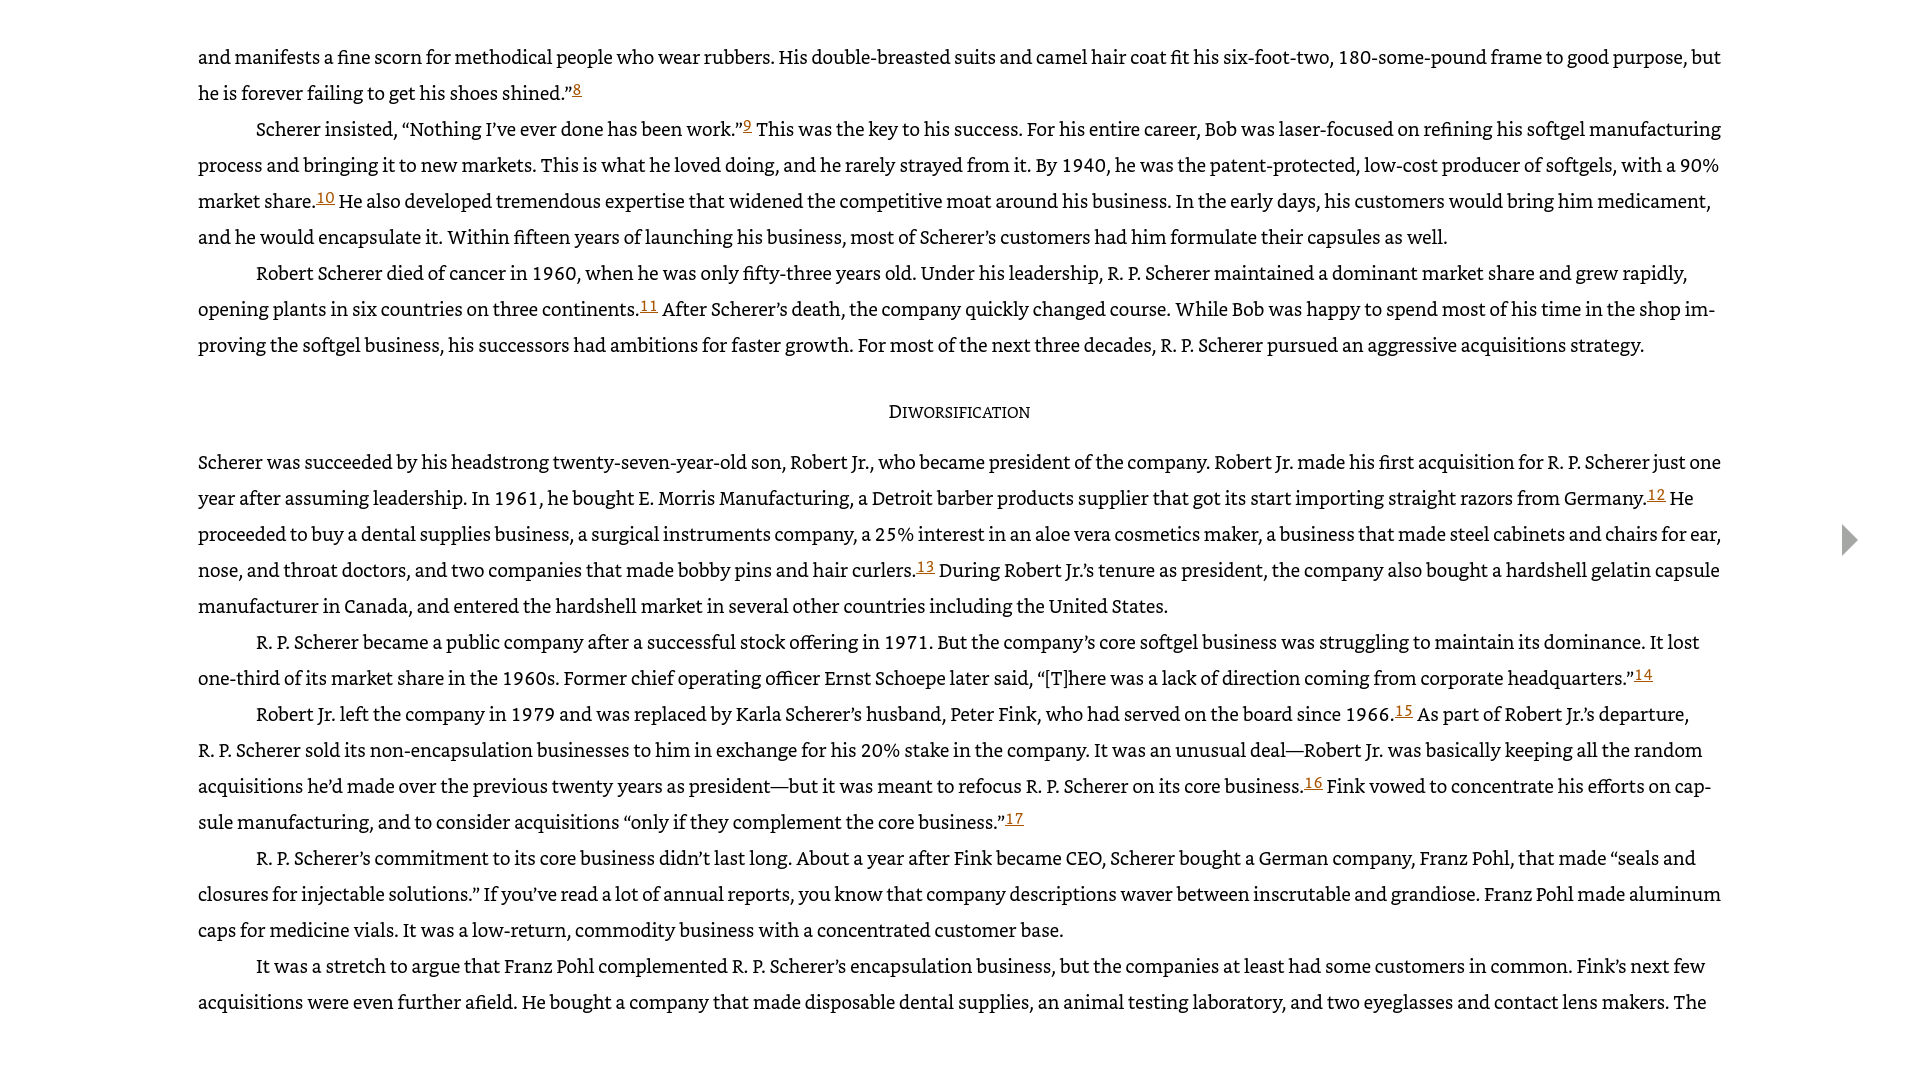 and manifests a fine scorn for methodical people who wear rubbers. His double-breasted suits and camel hair coat fit his six-foot-two, 180-some-pound frame to good purpose, but
he is forever failing to get his shoes shined.”8
Scherer insisted, “Nothing I’ve ever done has been work.”9 This was the key to his success. For his entire career, Bob was laser-focused on refining his softgel manufacturing
process and bringing it to new markets. This is what he loved doing, and he rarely strayed from it. By 1940, he was the patent-protected, low-cost producer of softgels, with a 90%
market share.10 He also developed tremendous expertise that widened the competitive moat around his business. In the early days, his customers would bring him medicament,
and he would encapsulate it. Within fifteen years of launching his business, most of Scherer’s customers had him formulate their capsules as well.
Robert Scherer died of cancer in 1960, when he was only fifty-three years old. Under his leadership, R. P. Scherer maintained a dominant market share and grew rapidly,
opening plants in six countries on three continents.11 After Scherer’s death, the company quickly changed course. While Bob was happy to spend most of his time in the shop im-
proving the softgel business, his successors had ambitions for faster growth. For most of the next three decades, R. P. Scherer pursued an aggressive acquisitions strategy.
DIWORSIFICATION
Scherer was succeeded by his headstrong twenty-seven-year-old son, Robert Jr., who became president of the company. Robert Jr. made his first acquisition for R. P. Scherer just one
year after assuming leadership. In 1961, he bought E. Morris Manufacturing, a Detroit barber products supplier that got its start importing straight razors from Germany.12 He
proceeded to buy a dental supplies business, a surgical instruments company, a 25% interest in an aloe vera cosmetics maker, a business that made steel cabinets and chairs for ear,
nose, and throat doctors, and two companies that made bobby pins and hair curlers.13 During Robert Jr.’s tenure as president, the company also bought a hardshell gelatin capsule
manufacturer in Canada, and entered the hardshell market in several other countries including the United States.
R. P. Scherer became a public company after a successful stock offering in 1971. But the company’s core softgel business was struggling to maintain its dominance. It lost
one-third of its market share in the 1960s. Former chief operating officer Ernst Schoepe later said, “[T]here was a lack of direction coming from corporate headquarters.”14
Robert Jr. left the company in 1979 and was replaced by Karla Scherer’s husband, Peter Fink, who had served on the board since 1966.15 As part of Robert Jr.’s departure,
R. P. Scherer sold its non-encapsulation businesses to him in exchange for his 20% stake in the company. It was an unusual deal—Robert Jr. was basically keeping all the random
acquisitions he’d made over the previous twenty years as president—but it was meant to refocus R. P. Scherer on its core business.16 Fink vowed to concentrate his efforts on cap-
sule manufacturing, and to consider acquisitions “only if they complement the core business.”17
R. P. Scherer’s commitment to its core business didn’t last long. About a year after Fink became CEO, Scherer bought a German company, Franz Pohl, that made “seals and
closures for injectable solutions.” If you’ve read a lot of annual reports, you know that company descriptions waver between inscrutable and grandiose. Franz Pohl made aluminum
caps for medicine vials. It was a low-return, commodity business with a concentrated customer base.
It was a stretch to argue that Franz Pohl complemented R. P. Scherer’s encapsulation business, but the companies at least had some customers in common. Fink’s next few
acquisitions were even further afield. He bought a company that made disposable dental supplies, an animal testing laboratory, and two eyeglasses and contact lens makers. The